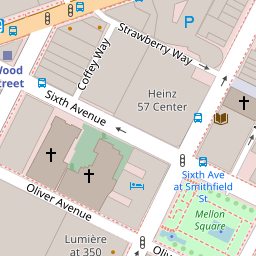 P
Strawberry Way
Coffey Way
Wood
Street
Heinz
57 Center
Sixth Avenue
Sixth Ave
at Smithfield
St.
Mellon
Square
Oliver Avenue
Lumière
at 350